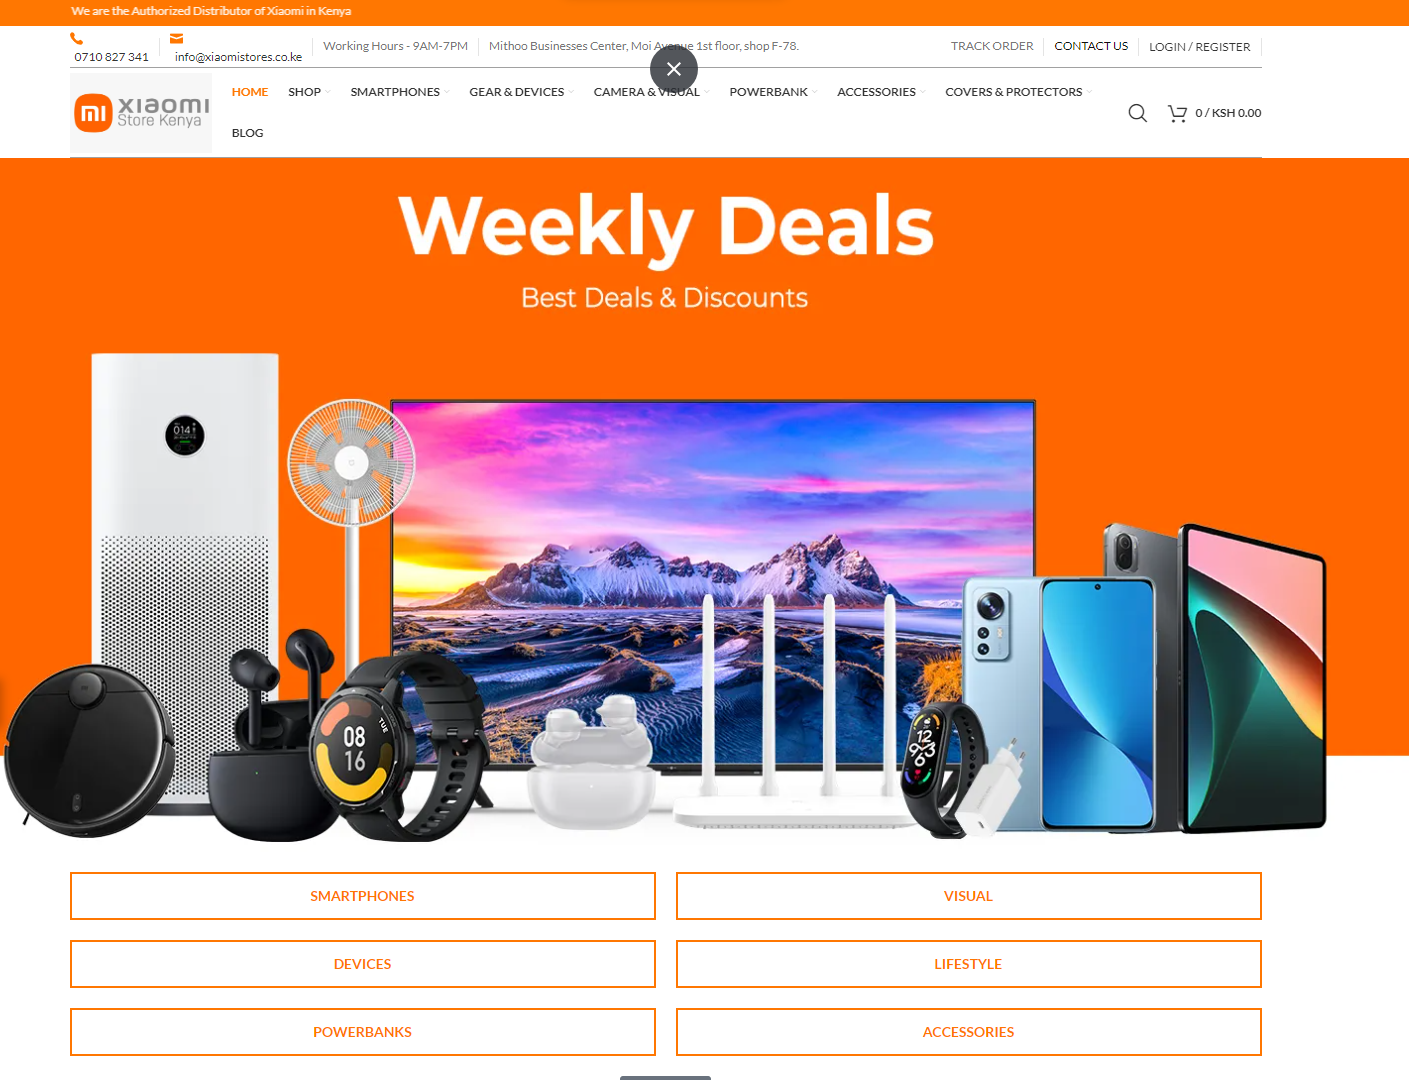 We are the Authorized Distributor of Xiaomi in Kenya
0710 827 341
info@xiaomistores.co.ke
Working Hours - 9AM-7PM
Mithoo Businesses Center, Moi Avenue 1st floor, shop F-78.
TRACK ORDER
CONTACT US
LOGIN / REGISTER
mi xiaomi
Store Kenya
HOME SHOP SMARTPHONES GEAR & DEVICES CAMERA & VISUAL POWERBANK ACCESSORIES COVERS & PROTECTORS
BLOG
0 / KSH 0.00
Weekly Deals
Best Deals & Discounts
014
TUE
08
16
12
9:3
6
SMARTPHONES
VISUAL
DEVICES
LIFESTYLE
POWERBANKS
ACCESSORIES